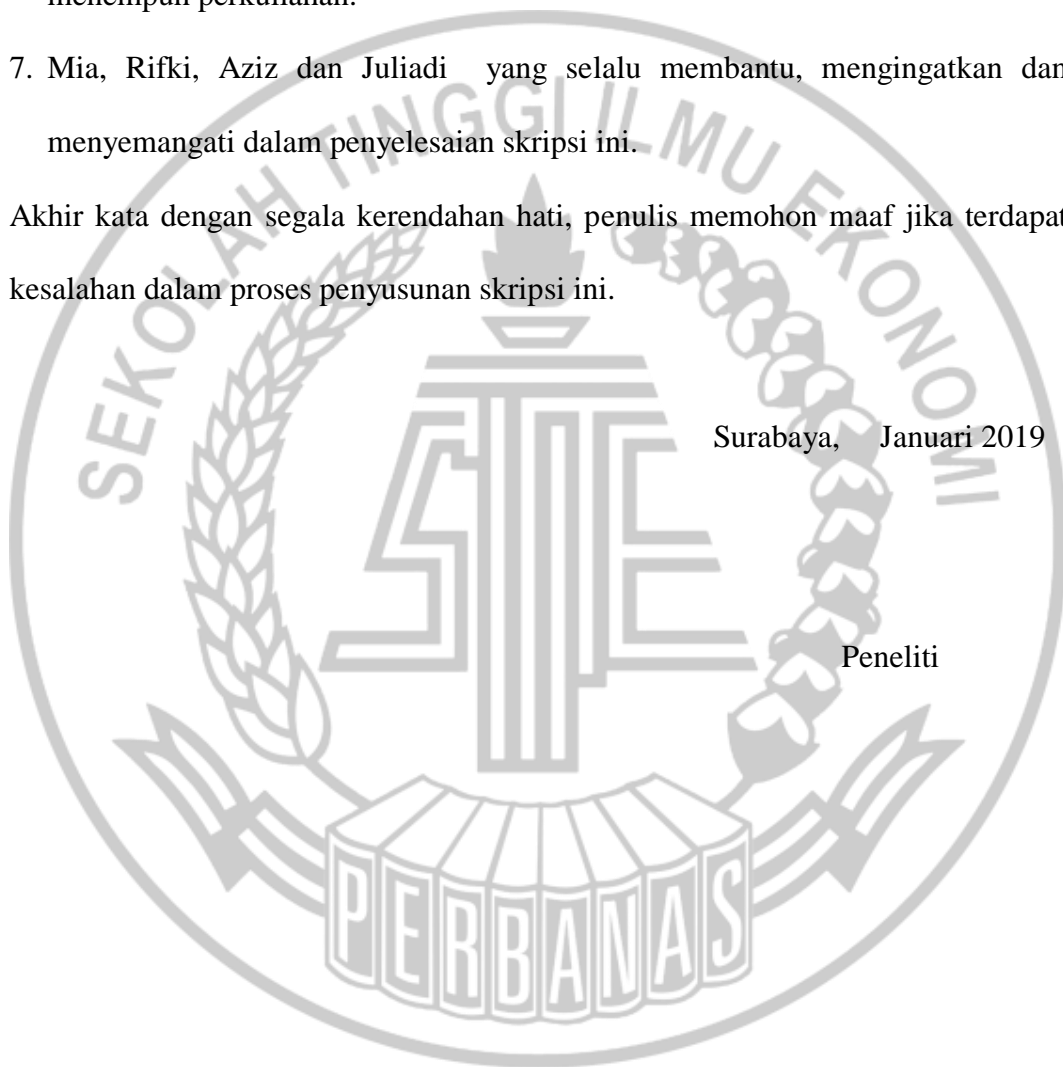 menempuh perkuliahan.
7. Mia, Rifki, Aziz dan Juliadi yang selalu membantu, mengingatkan dan
menyemangati dalam penyelesaian skripsi ini.
Akhir kata dengan segala kerendahan hati, penulis memohon maaf jika terdapat
kesalahan dalam proses penyusunan skripsi ini.
Surabaya, Januari 2019
Peneliti
SEKOLAH TINGGI ILMU EKONOMI
STIE
PERBANAS